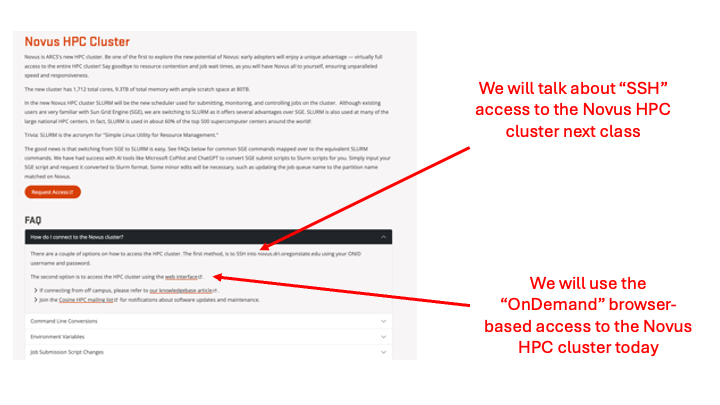 Novus HPC Cluster
Novus is ARCS's new HPC cluster. Be one of the first to explore the new potential of Novus: early adopters will enjoy a unique advantage — virtually full
access to the entire HPC cluster! Say goodbye to resource contention and job wait times, as you will have Novus all to yourself, ensuring unparalleled
speed and responsiveness.
The new cluster has 1,712 total cores, 9.3TB of total memory with ample scratch space at 80TB.
In the new Novus HPC cluster SLURM will be the new scheduler used for submitting, monitoring, and controlling jobs on the cluster. Although existing
users are very familiar with Sun Grid Engine (SGE), we are switching to SLURM as it offers several advantages over SGE. SLURM is also used at many of the
large national HPC centers. In fact, SLURM is used in about 60% of the top 500 supercomputer centers around the world!
Trivia: SLURM is the acronym for "Simple Linux Utility for Resource Management."
The good news is that switching from SGE to SLURM is easy. See FAQs below for common SGE commands mapped over to the equivalent SLURM
commands. We have had success with AI tools like Microsoft CoPilot and ChatGPT to convert SGE submit scripts to Slurm scripts for you. Simply input your
SGE script and request it converted to Slurm format. Some minor edits will be necessary, such as updating the job queue name to the partition name
matched on Novus.
Request Access
FAQ
How do I connect to the Novus cluster?
There are a couple of options on how to access the HPC cluster. The first method, is to SSH into novus.dri.oregonstate.edu using your ONID
username and password.
The second option is to access the HPC cluster using the web interface.
If connecting from off campus, please refer to our knowledgebase article.
Join the Cosine HPC mailing list for notifications about software updates and maintenance.
Command Line Conversions
Environment Variables
Job Submission Script Changes
We will talk about “SSH”
access to the Novus HPC
cluster next class
We will use the
“OnDemand” browser-
based access to the Novus
HPC cluster today